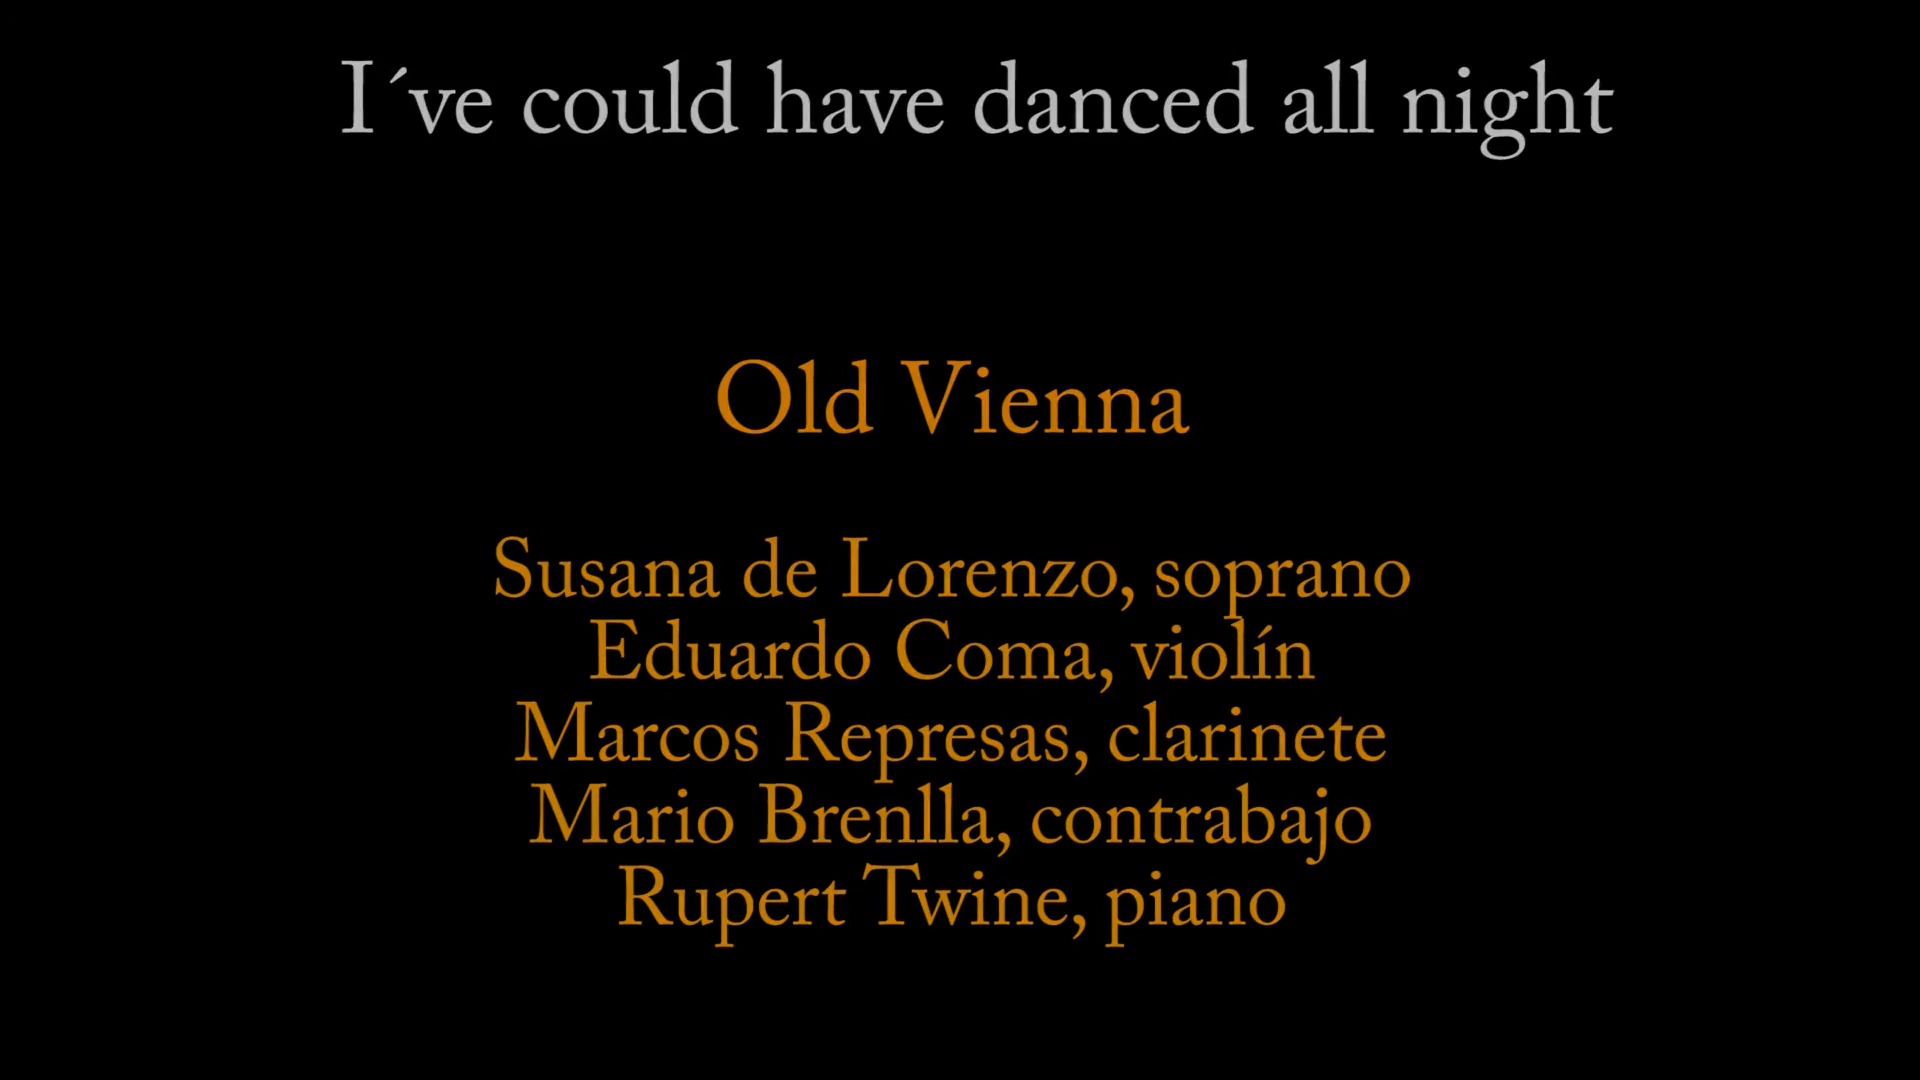 I´ve could have danced all night
Old Vienna
Susana de Lorenzo, soprano
Eduardo Coma, violín
Marcos Represas, clarinete
Mario Brenlla, contrabajo
Rupert Twine, piano